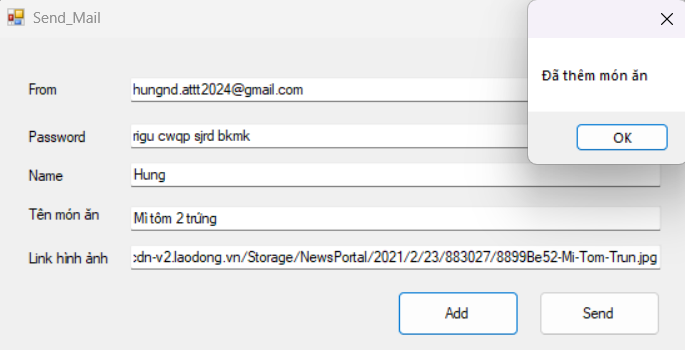 Send_Mail
From
hungnd.attt2024@gmail.com
Password
rigu cwqp sjrd bkmk
Name
Hung
Tên món ăn
Mì tôm 2 trứng
Link hình ảnh
:dn-v2.laodong.vn/Storage/NewsPortal/2021/2/23/883027/8899Be52-Mi-Tom-Trun.jpg
Add
Send
Đã thêm món ăn
OK